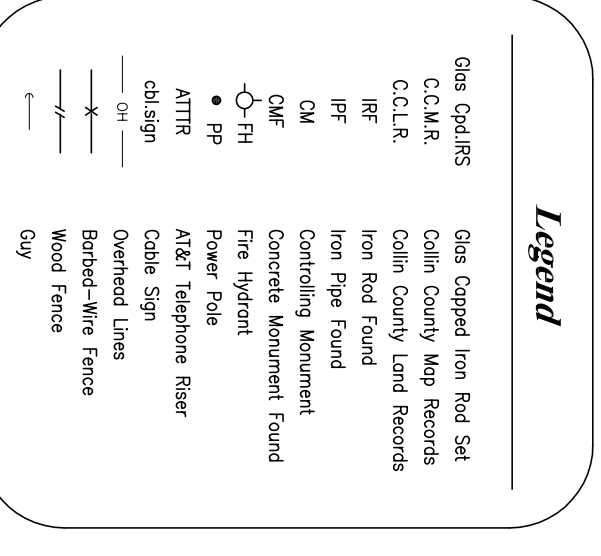 Legend
Glas Cpd.IRS Glas Capped Iron Rod Set
C.C.M.R. Collin County Map Records
C.C.L.R. Collin County Land Records
IRF Iron Rod Found
IPF Iron Pipe Found
CM Controlling Monument
CMF Concrete Monument Found
FH Fire Hydrant
PP Power Pole
ATTTR AT&T Telephone Riser
cbl.sign Cable Sign
OH Overhead Lines
Barbed-Wire Fence
Wood Fence
Guy